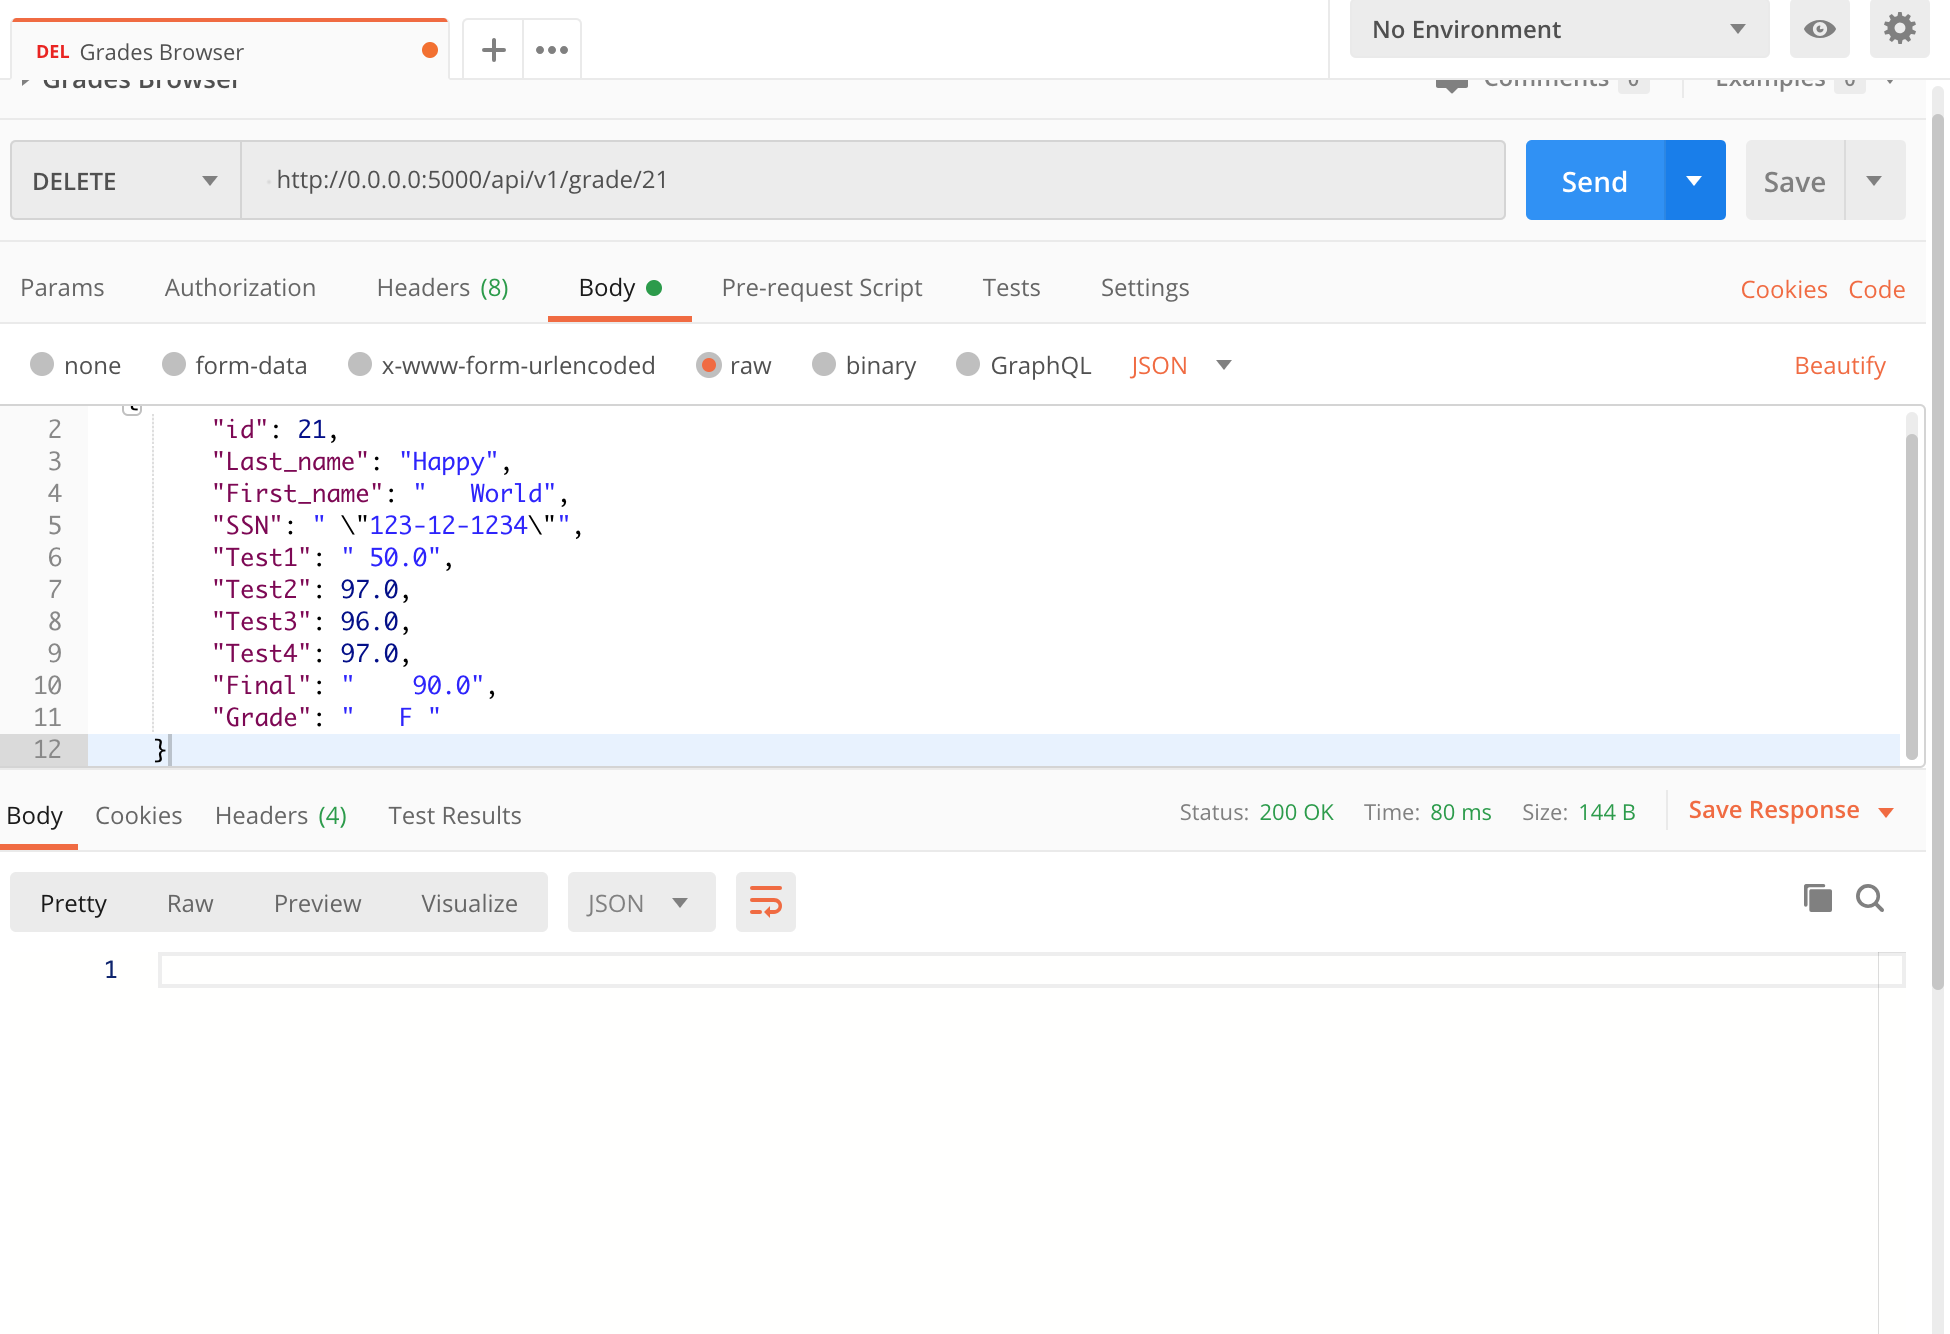 DEL Grades Browser
No Environment
Grades Browser
Comments 0 Examples 0
DELETE http://0.0.0.0:5000/api/v1/grade/21 Send Save
Params Authorization Headers (8) Body Pre-request Script Tests Settings Cookies Code
none form-data x-www-form-urlencoded raw binary GraphQL JSON Beautify
{
2 "id": 21,
3 "Last_name": "Happy",
4 "First_name": "   World",
5 "SSN": " \"123-12-1234\"",
6 "Test1": " 50.0",
7 "Test2": 97.0,
8 "Test3": 96.0,
9 "Test4": 97.0,
10 "Final": "    90.0",
11 "Grade": "   F "
12 }
Body Cookies Headers (4) Test Results Status: 200 OK Time: 80 ms Size: 144 B Save Response
Pretty Raw Preview Visualize JSON
1